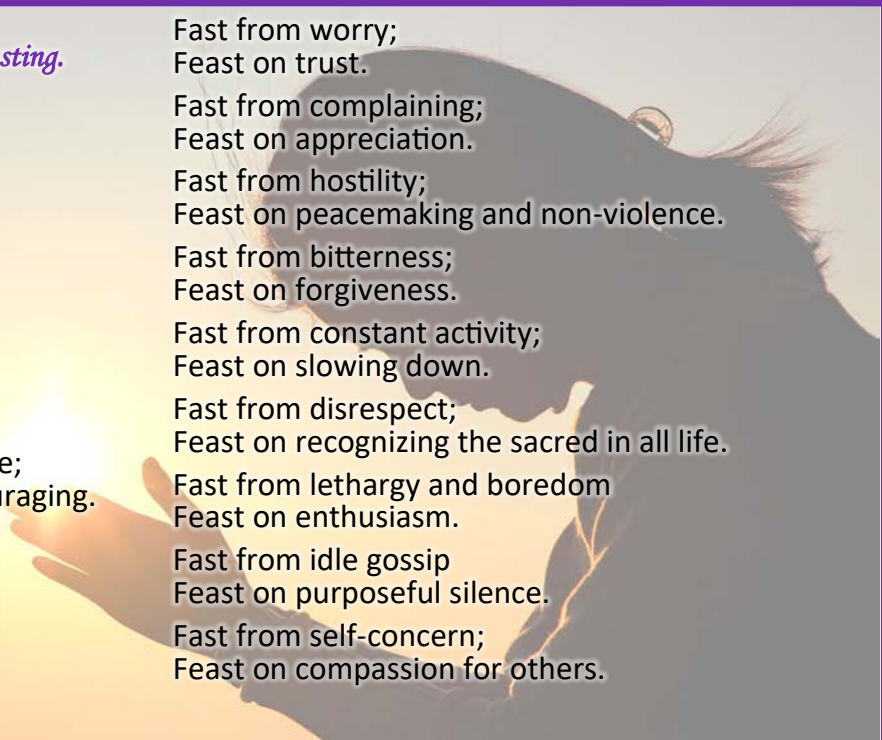 sting.
e;
uraging.
Fast from worry;
Feast on trust.
Fast from complaining;
Feast on appreciation.
Fast from hostility;
Feast on peacemaking and non-violence.
Fast from bitterness;
Feast on forgiveness.
Fast from constant activity;
Feast on slowing down.
Fast from disrespect;
Feast on recognizing the sacred in all life.
Fast from lethargy and boredom
Feast on enthusiasm.
Fast from idle gossip
Feast on purposeful silence.
Fast from self-concern;
Feast on compassion for others.